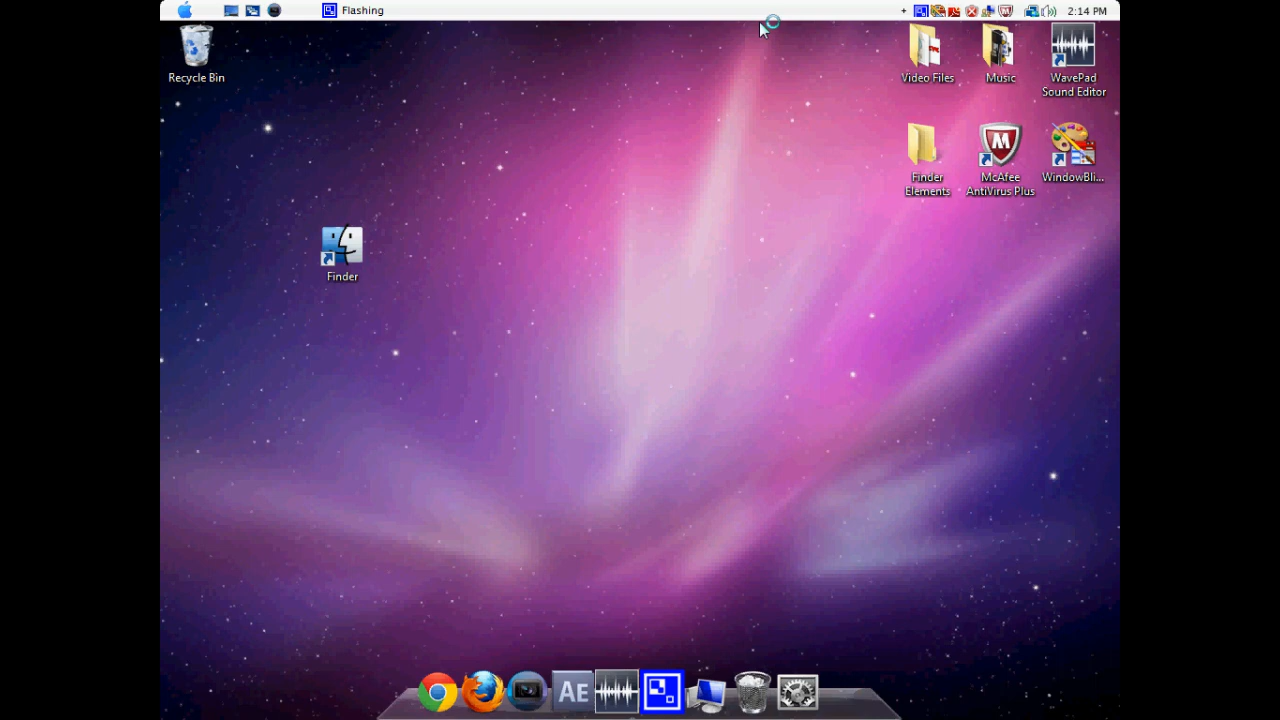 Flashing
+
2:14 PM
Recycle Bin
Video Files
Music
WavePad
Sound Editor
Finder
Elements
McAfee
AntiVirus Plus
WindowBli...
Finder
AE